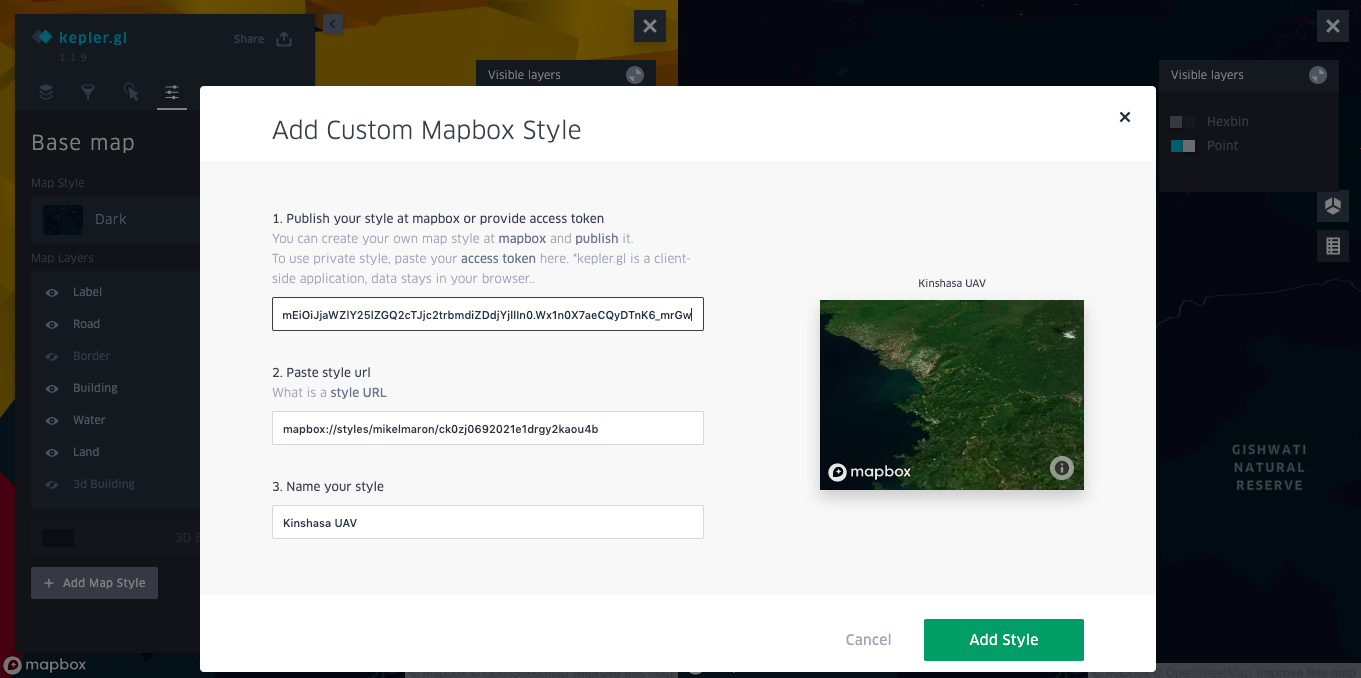 kepler.gl
1.1.9
Share
Base map
Map Style
Dark
Map Layers
Label
Road
Border
Building
Water
Land
3d Building
+ Add Map Style
mapbox
Visible layers
Add Custom Mapbox Style
1. Publish your style at mapbox or provide access token
You can create your own map style at mapbox and publish it.
To use private style, paste your access token here. *kepler.gl is a client-
side application, data stays in your browser..
2. Paste style url
What is a style URL
mapbox://styles/mikelmaron/ck0zj0692021e1drgy2kaou4b
3. Name your style
Kinshasa UAV
Kinshasa UAV
mapbox
Cancel
Add Style
Visible layers
Hexbin
Point
GISHWATI
NATURAL
RESERVE
OpenStreetMap Improve this map